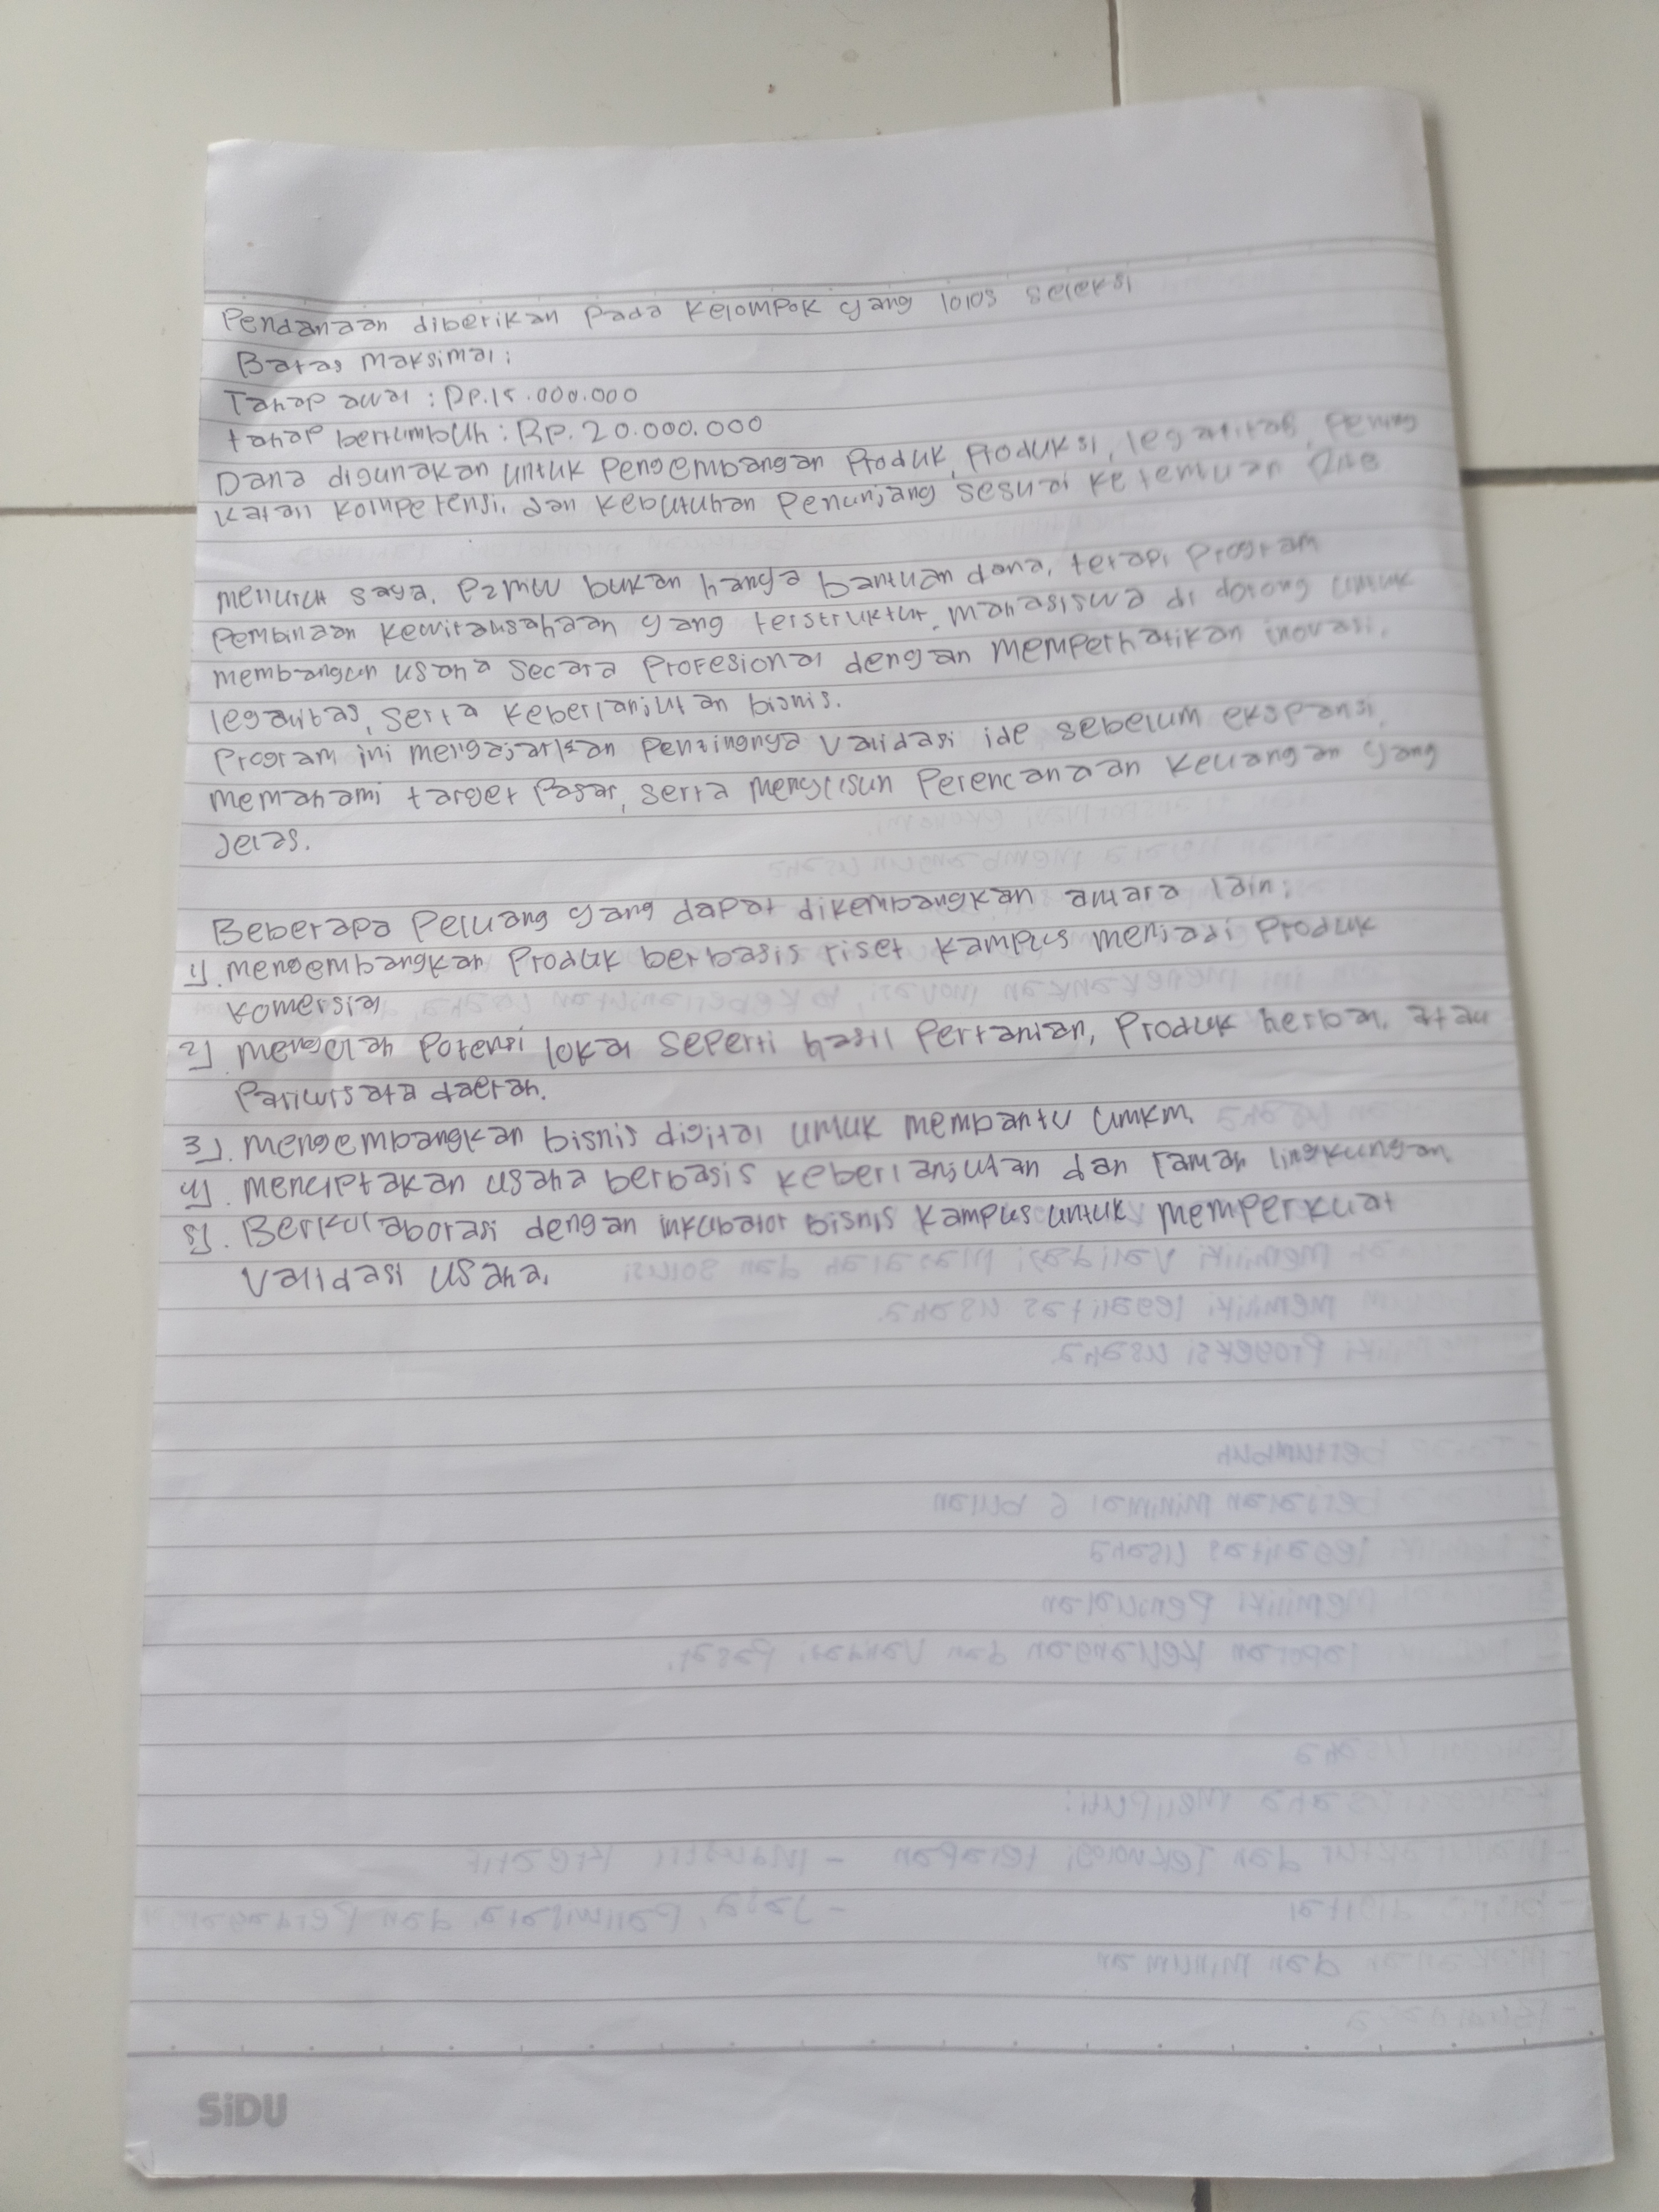 Pendanaan diberikan pada kelompok yang lolos seleksi
Batas maksimal :
Tahap awal : Rp.15.000.000
tahap bertumbuh : Rp. 20.000.000
Dana digunakan untuk pengembangan produk, produksi, legalitas,
kompetensi, dan kebutuhan penunjang sesuai ketentuan
menurut saya, P2MW bukan hanya bantuan dana, tetapi program
pembinaan kewirausahaan yang terstruktur. mahasiswa di dorong untuk
membangun usaha secara profesional dengan memperhatikan inovasi,
legalitas, serta keberlanjutan bisnis.
Program ini mengajarkan pentingnya validasi ide sebelum ekspansi,
memahami target pasar, serta menyusun perencanaan keuangan yang
jelas.
Beberapa peluang yang dapat dikembangkan antara lain :
1). mengembangkan produk berbasis riset kampus menjadi produk
komersial
2). mengolah potensi lokal seperti hasil pertanian, produk herbal, atau
pariwisata daerah.
3). mengembangkan bisnis digital untuk membantu UMKM.
4). menciptakan usaha berbasis keberlanjutan dan ramah lingkungan.
5). Berkolaborasi dengan inkubator bisnis kampus untuk memperkuat
validasi usaha.
SiDU